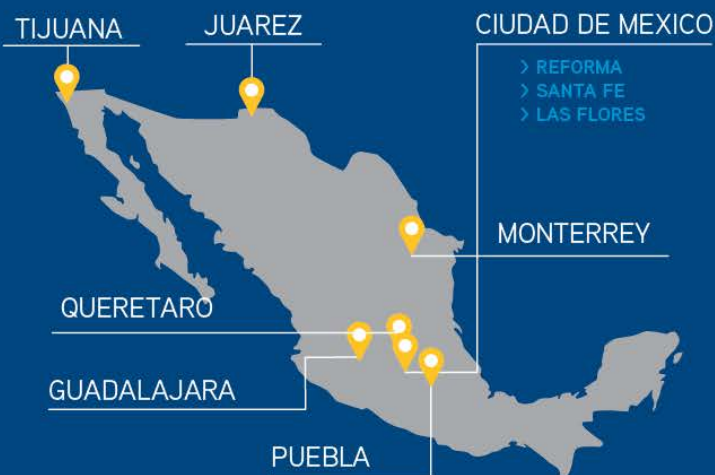 TIJUANA
JUAREZ
CIUDAD DE MEXICO
> REFORMA
> SANTA FE
> LAS FLORES
MONTERREY
QUERETARO
GUADALAJARA
PUEBLA